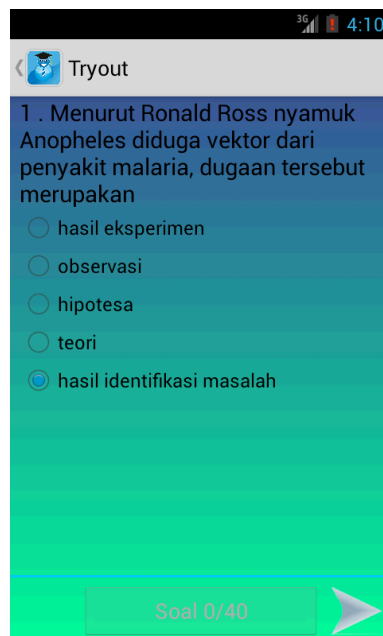 3G 4:10
Tryout
1 . Menurut Ronald Ross nyamuk
Anopheles diduga vektor dari
penyakit malaria, dugaan tersebut
merupakan
hasil eksperimen
observasi
hipotesa
teori
hasil identifikasi masalah
Soal 0/40